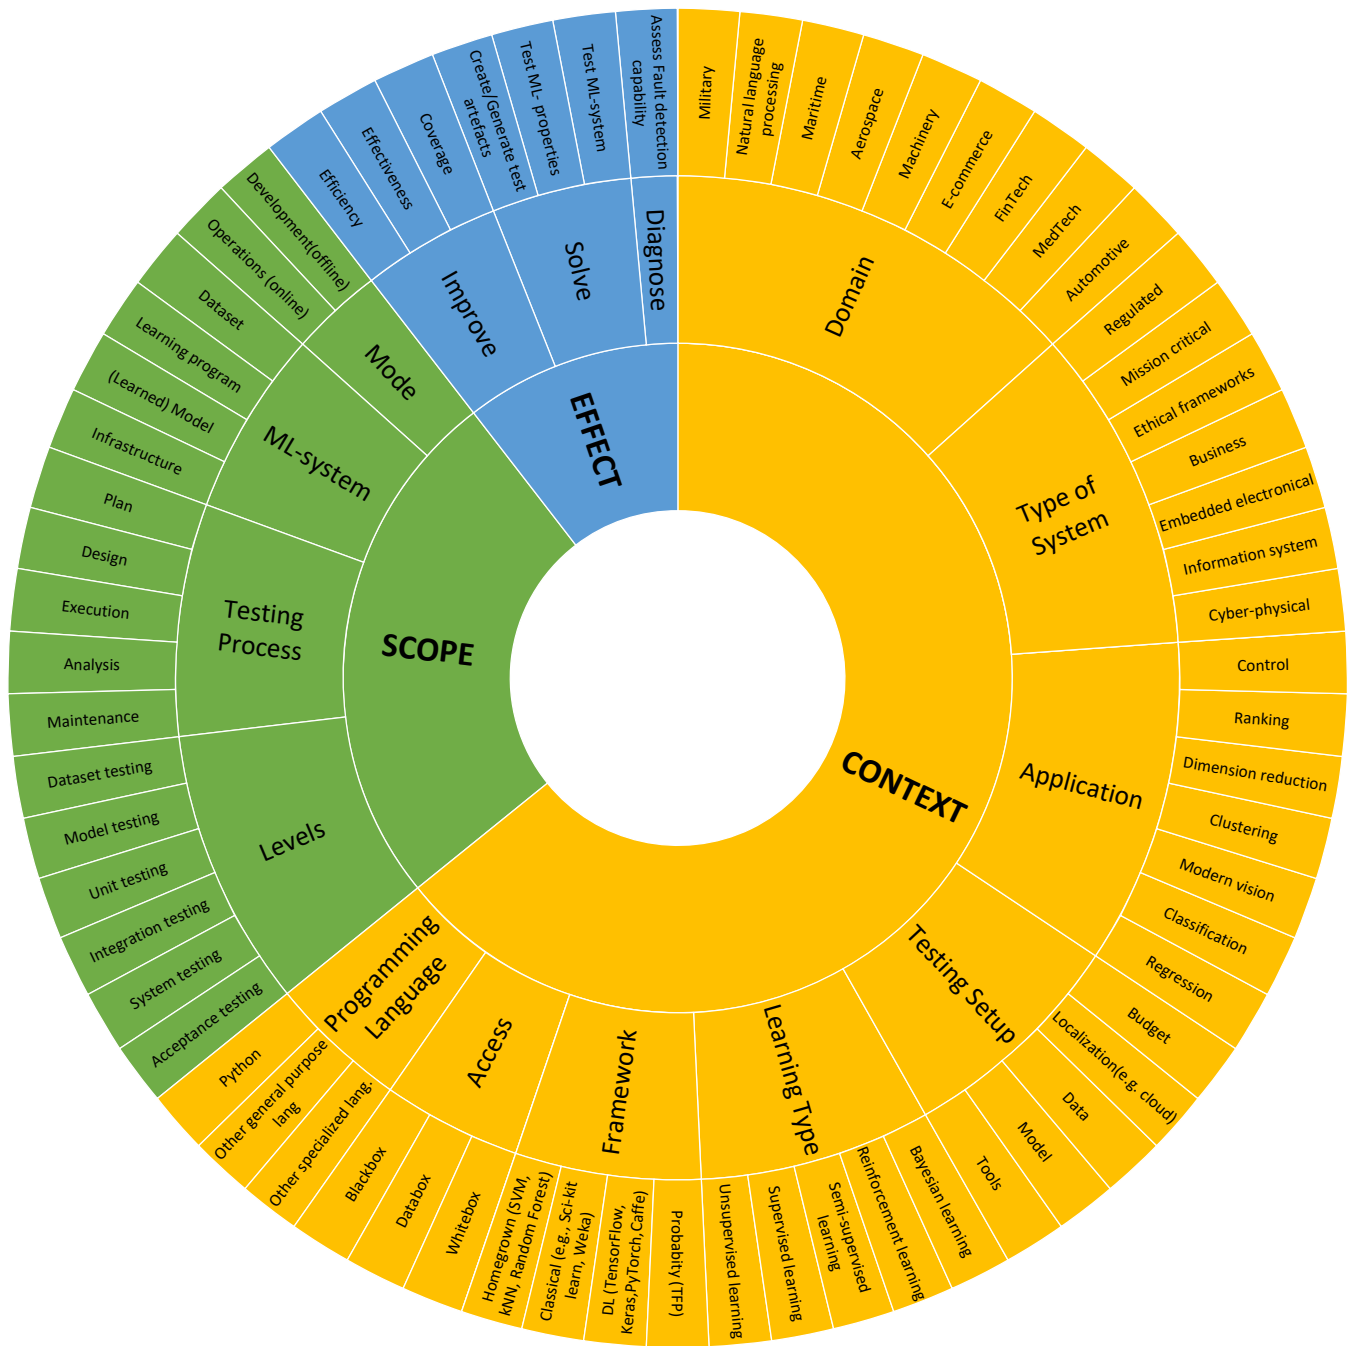 CONTEXT
Domain
Military
Natural language
processing
Maritime
Aerospace
Machinery
E-commerce
FinTech
MedTech
Automotive
Type of
System
Regulated
Mission critical
Ethical frameworks
Business
Embedded electronical
Information system
Cyber-physical
Application
Control
Ranking
Dimension reduction
Clustering
Modern vision
Classification
Regression
Testing Setup
Budget
Localization(e.g. cloud)
Data
Model
Tools
Learning Type
Bayesian learning
Reinforcement learning
Semi-supervised
learning
Supervised learning
Unsupervised learning
Framework
Probabity (TFP)
DL (TensorFlow,
Keras,PyTorch,Caffe)
Classical (e.g., Sci-kit
learn, Weka)
Homegrown (SVM,
kNN, Random Forest)
Access
Whitebox
Databox
Blackbox
Programming
Language
Other specialized lang.
Other general purpose
lang
Python
SCOPE
Levels
Acceptance testing
System testing
Integration testing
Unit testing
Model testing
Dataset testing
Testing
Process
Maintenance
Analysis
Execution
Design
Plan
ML-system
Infrastructure
(Learned) Model
Learning program
Dataset
Mode
Operations (online)
Development(offline)
EFFECT
Improve
Efficiency
Effectiveness
Coverage
Solve
Create/Generate test
artefacts
Test ML- properties
Test ML-system
Diagnose
Assess Fault detection
capability